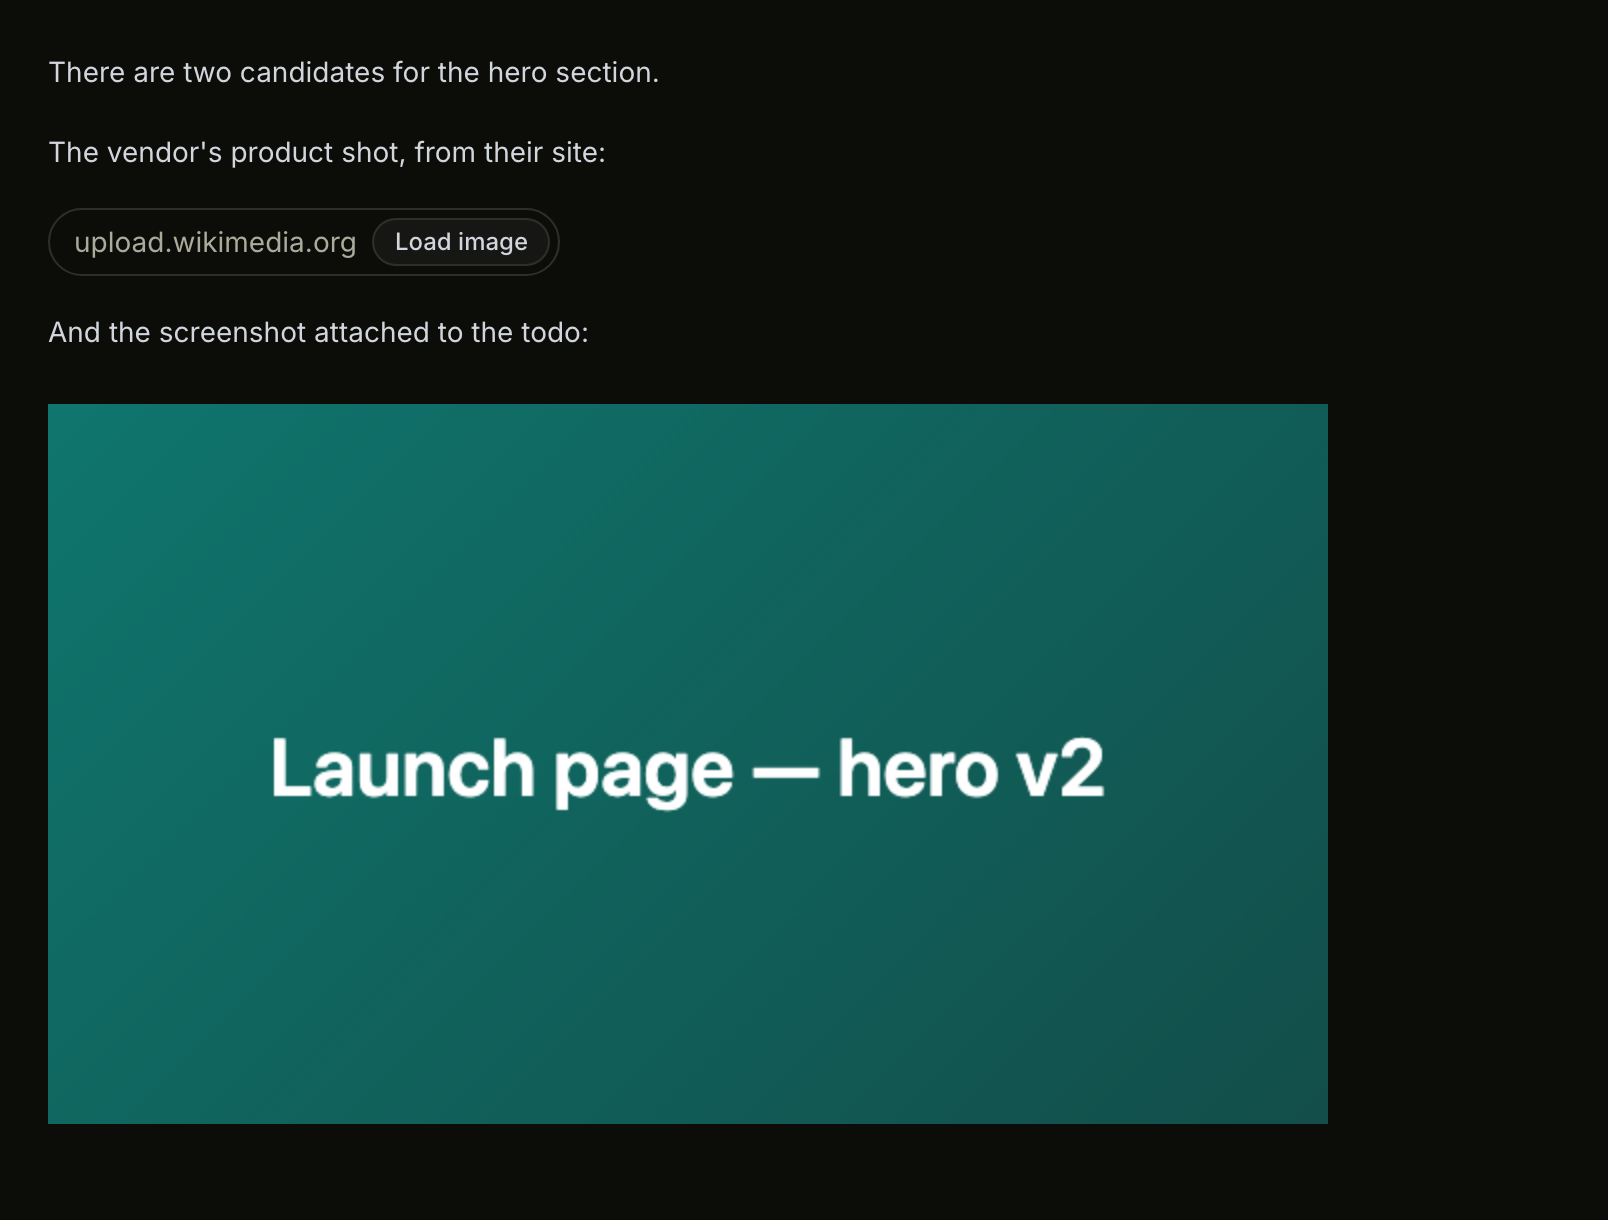 There are two candidates for the hero section.
The vendor's product shot, from their site:
upload.wikimedia.org Load image
And the screenshot attached to the todo:
Launch page — hero v2